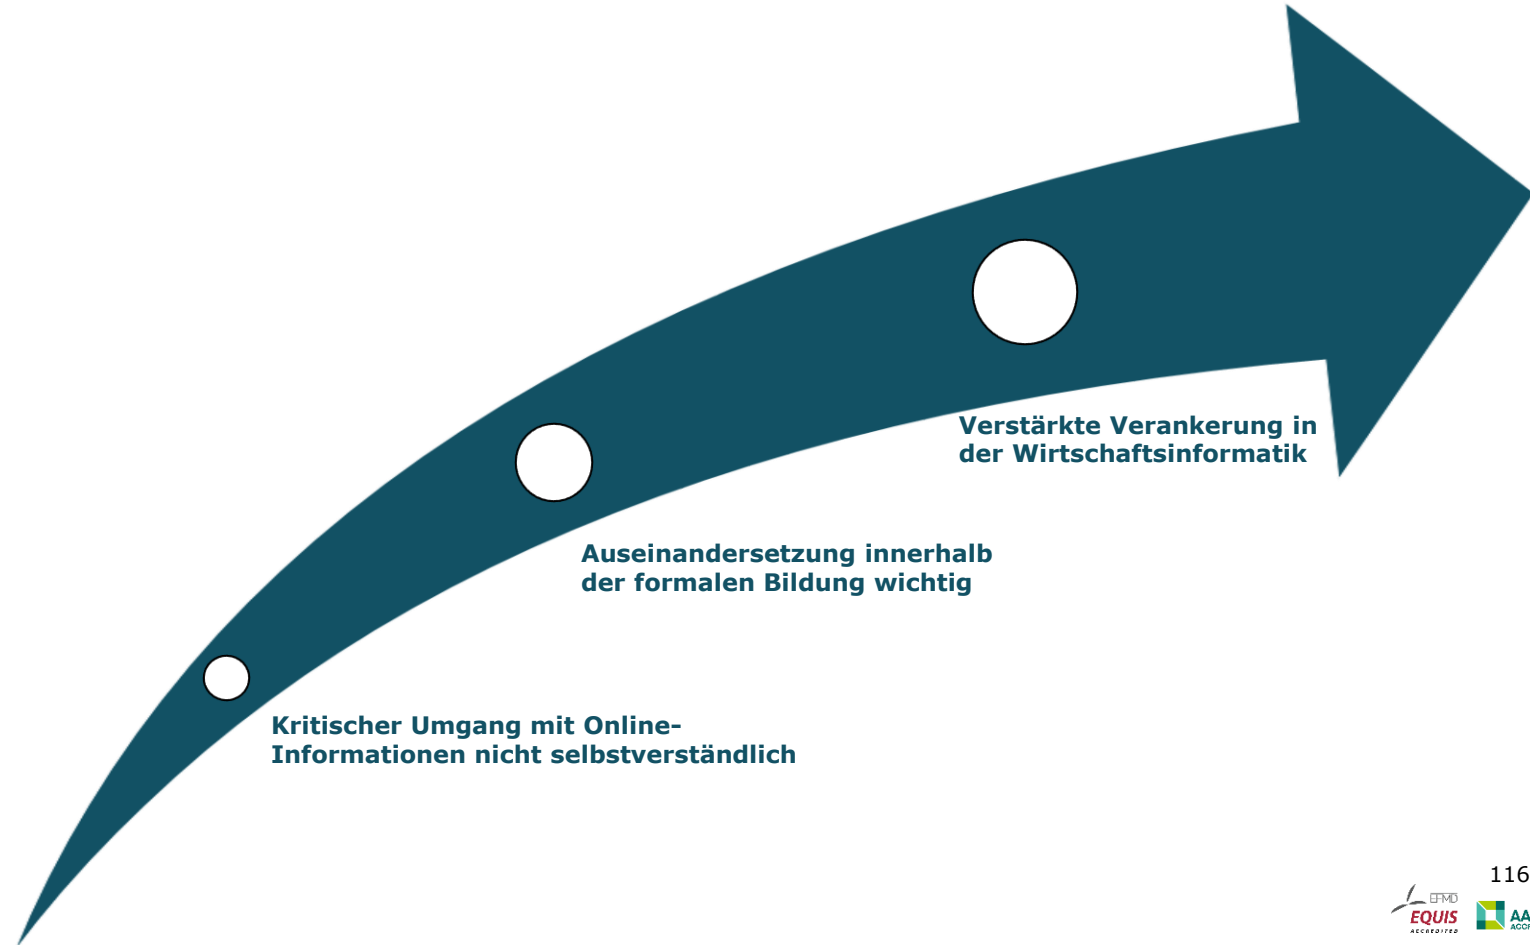 Verstärkte Verankerung in
der Wirtschaftsinformatik
Auseinandersetzung innerhalb
der formalen Bildung wichtig
Kritischer Umgang mit Online-
Informationen nicht selbstverständlich
116
EFMD
EQUIS
ACCREDITED